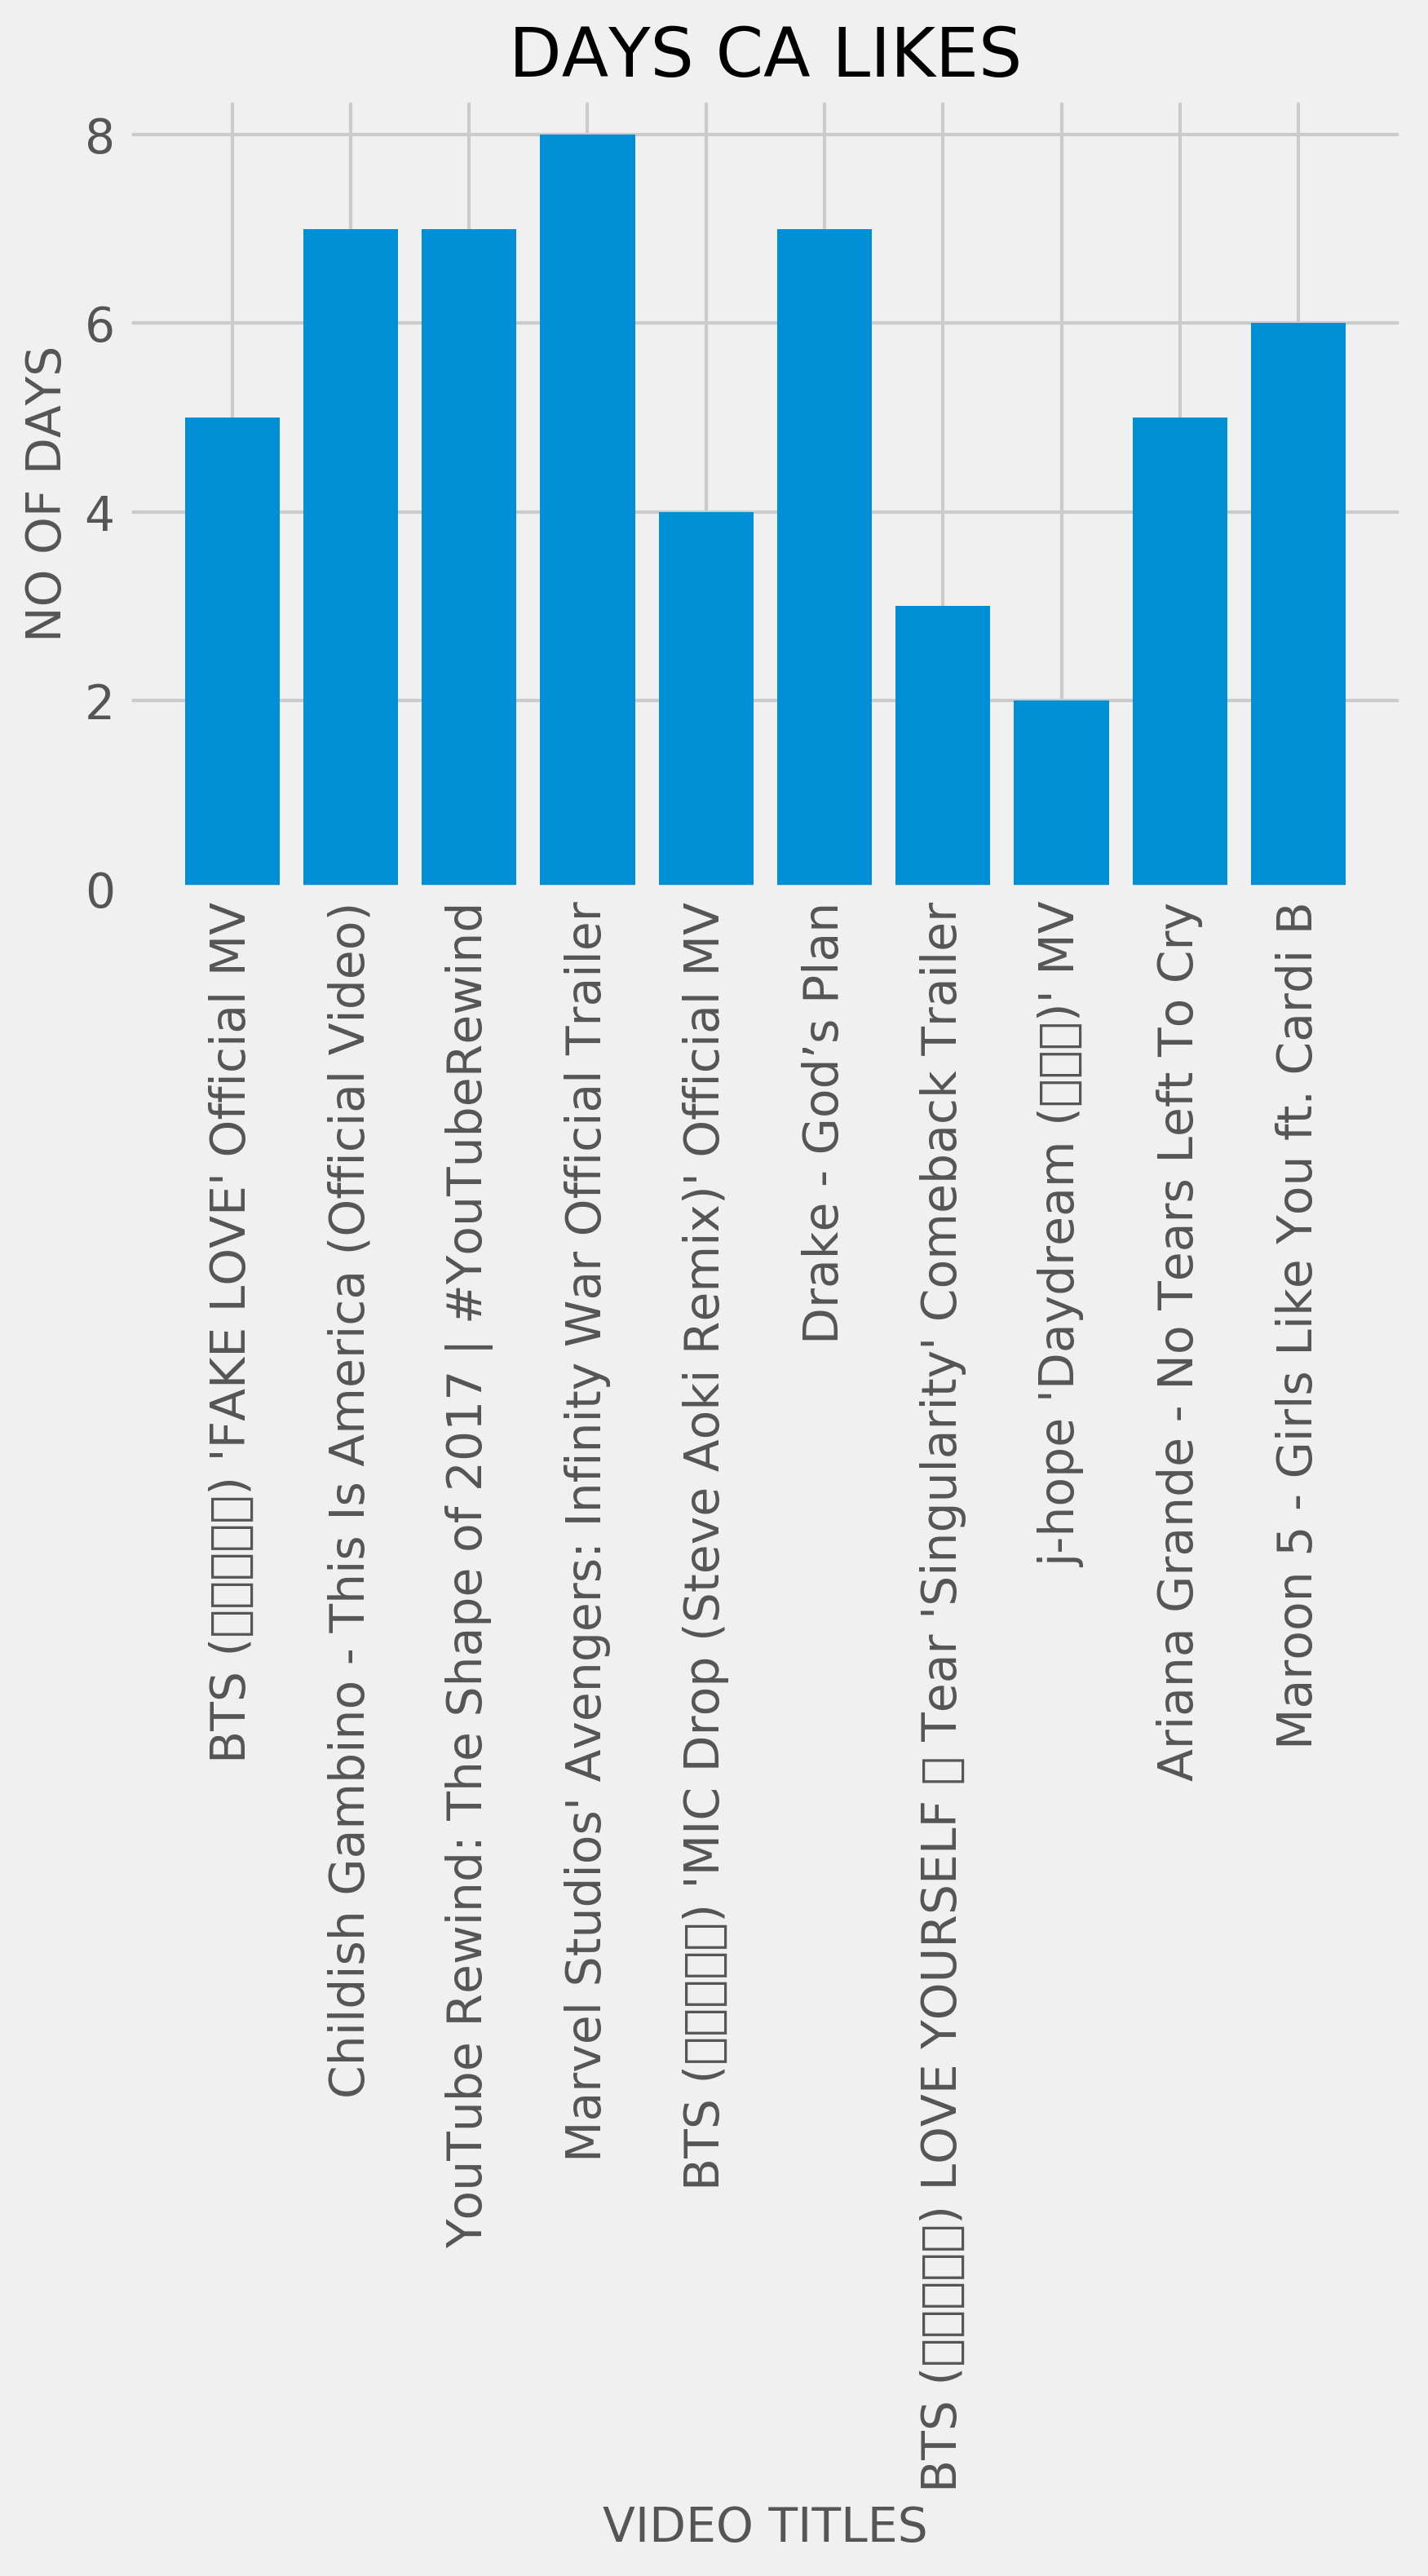 DAYS CA LIKES
8
6
4
2
0
NO OF DAYS
BTS (□□□□□) 'FAKE LOVE' Official MV
Childish Gambino - This Is America (Official Video)
YouTube Rewind: The Shape of 2017 | #YouTubeRewind
Marvel Studios' Avengers: Infinity War Official Trailer
BTS (□□□□□) 'MIC Drop (Steve Aoki Remix)' Official MV
Drake - God’s Plan
BTS (□□□□□) LOVE YOURSELF □ Tear 'Singularity' Comeback Trailer
j-hope 'Daydream (□□□)' MV
Ariana Grande - No Tears Left To Cry
Maroon 5 - Girls Like You ft. Cardi B
VIDEO TITLES